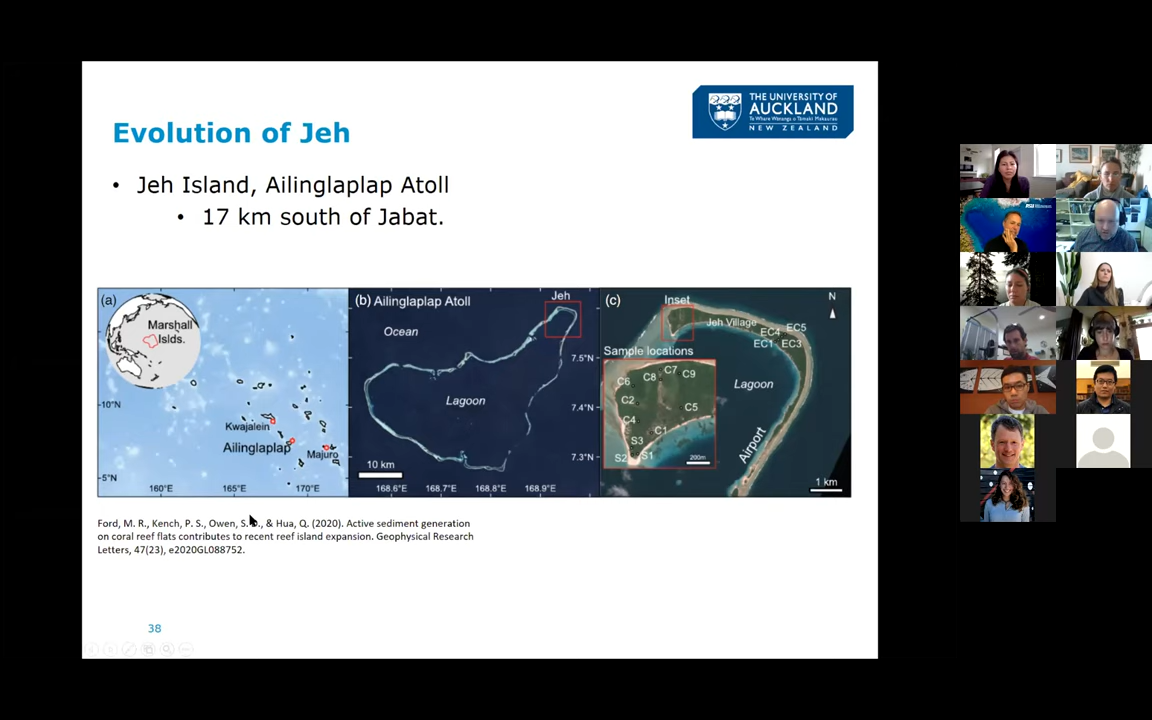 THE UNIVERSITY OF
AUCKLAND
Te Whare Wānanga o Tāmaki Makaurau
NEW ZEALAND
Evolution of Jeh
• Jeh Island, Ailinglaplap Atoll
• 17 km south of Jabat.
(a)
Marshall
Islds.
10°N
5°N
Kwajalein
Ailinglaplap
Majuro
160°E 165°E 170°E
(b) Ailinglaplap Atoll
Jeh
Ocean
Lagoon
7.5°N
7.4°N
7.3°N
10 km
168.6°E 168.7°E 168.8°E 168.9°E
(c)
Inset
N
Jeh Village
EC4 EC5
EC1 EC3
Sample locations
C6 C8 C7 C9
C2
C5
C4
C1
S3
S2 S1
200m
Lagoon
Airport
1 km
Ford, M. R., Kench, P. S., Owen, S. D., & Hua, Q. (2020). Active sediment generation
on coral reef flats contributes to recent reef island expansion. Geophysical Research
Letters, 47(23), e2020GL088752.
38